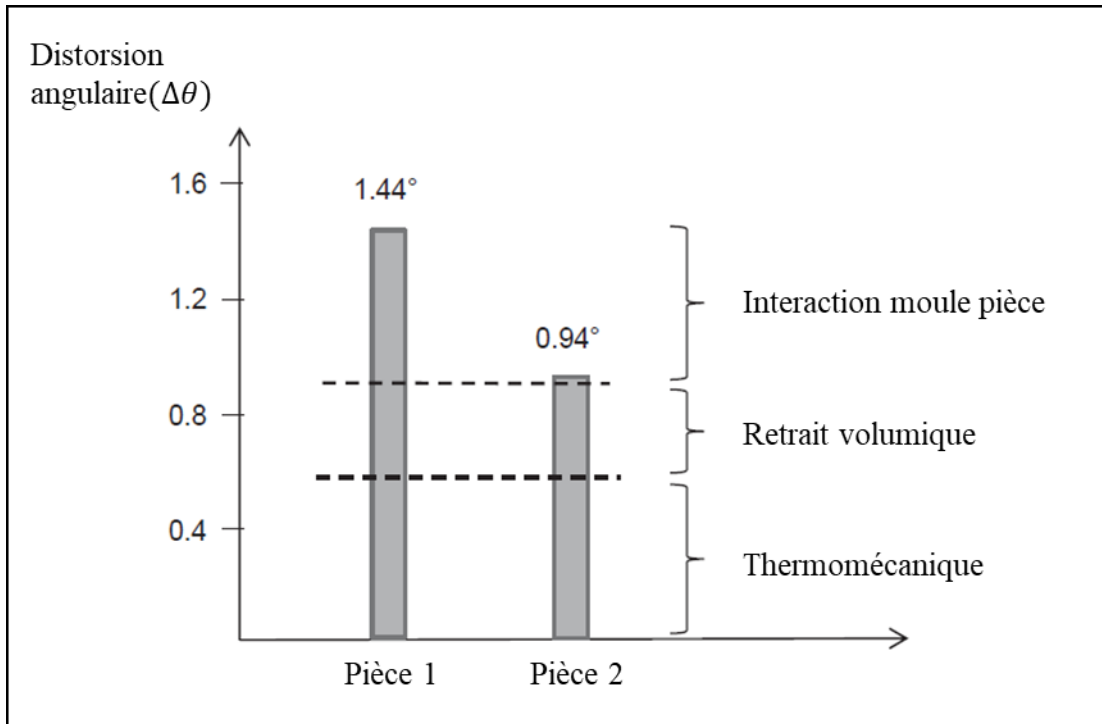 Distorsion
angulaire(Δθ)
1.6
1.44°
1.2
Interaction moule pièce
0.94°
0.8
Retrait volumique
0.4
Thermomécanique
Pièce 1
Pièce 2